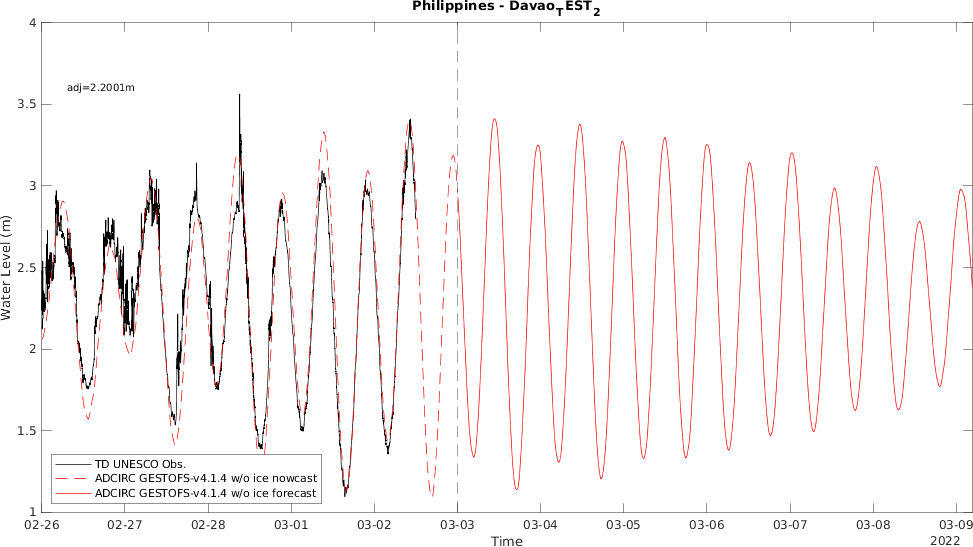 Philippines - Davao_TEST_2
adj=2.2001m
Water Level (m)
4
3.5
3
2.5
2
1.5
1
TD UNESCO Obs.
ADCIRC GESTOFS-v4.1.4 w/o ice nowcast
ADCIRC GESTOFS-v4.1.4 w/o ice forecast
02-26 02-27 02-28 03-01 03-02 03-03 03-04 03-05 03-06 03-07 03-08 03-09
Time
2022